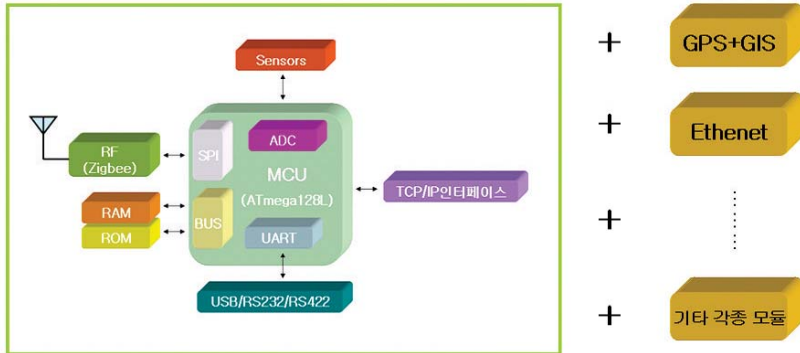 Sensors
RF
(Zigbee)
SPI
ADC
MCU
(ATmega128L)
RAM
ROM
BUS
UART
TCP/IP인터페이스
USB/RS232/RS422
+ GPS+GIS
+ Ethenet
+
+ 기타 각종 모듈